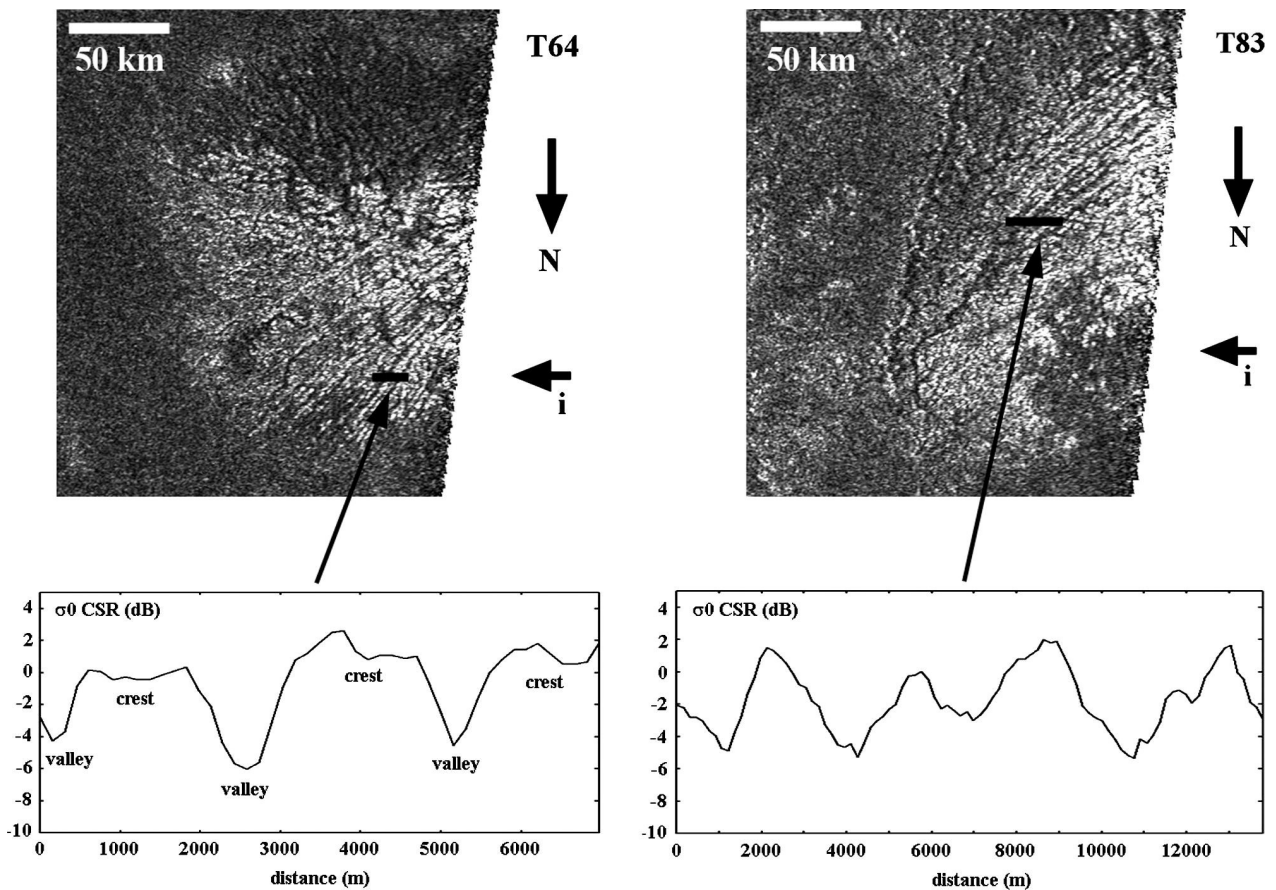 50 km
T64
N
i
50 km
T83
N
i
σ0 CSR (dB)
4
2
0
-2
-4
-6
-8
-10
valley
crest
valley
crest
valley
crest
0 1000 2000 3000 4000 5000 6000
distance (m)
σ0 CSR (dB)
4
2
0
-2
-4
-6
-8
-10
0 2000 4000 6000 8000 10000 12000
distance (m)